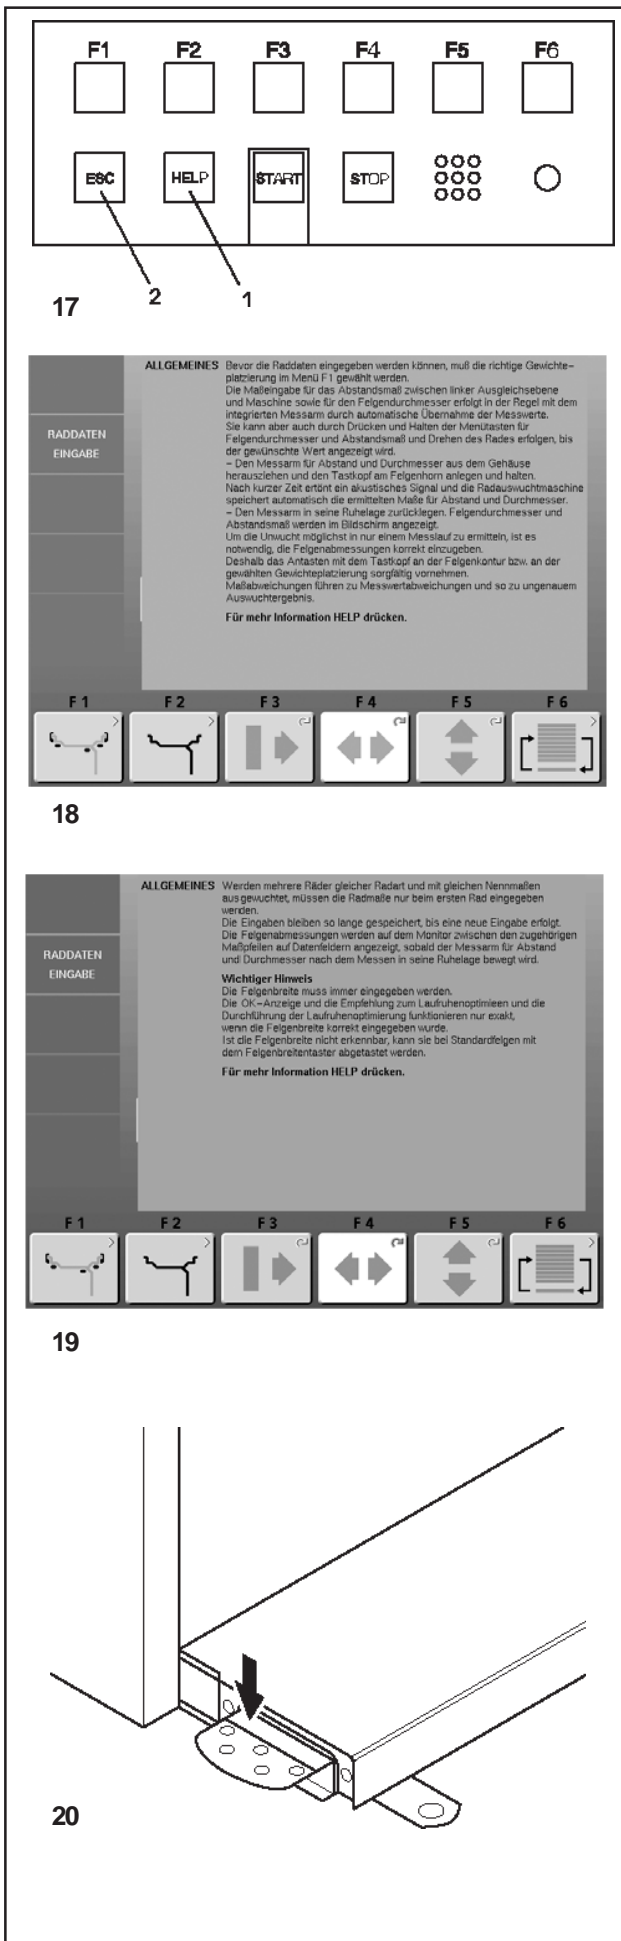 F1 F2 F3 F4 F5 F6
ESC HELP START STOP
2 1
17
ALLGEMEINES Bevor die Raddaten eingegeben werden können, muß die richtige Gewichte-
platzierung im Menü F1 gewählt werden.
Die Maßeingabe für das Abstandsmaß zwischen linker Ausgleichsebene
und Maschine sowie für den Felgendurchmesser erfolgt in der Regel mit dem
integrierten Messarm durch automatische Übernahme der Messwerte.
Sie kann aber auch durch Drücken und Halten der Menütasten für
Felgendurchmesser und Abstandsmaß und Drehen des Rades erfolgen, bis
der gewünschte Wert angezeigt wird.
– Den Messarm für Abstand und Durchmesser aus dem Gehäuse
herausziehen und den Tastkopf am Felgenhorn anlegen und halten.
Nach kurzer Zeit ertönt ein akustisches Signal und die Radauswuchtmaschine
speichert automatisch die ermittelten Maße für Abstand und Durchmesser.
– Den Messarm in seine Ruhelage zurücklegen. Felgendurchmesser und
Abstandsmaß werden im Bildschirm angezeigt.
Um die Unwucht möglichst in nur einem Messlauf zu ermitteln, ist es
notwendig, die Felgenabmessungen korrekt einzugeben.
Deshalb das Antasten mit dem Tastkopf an der Felgenkontur bzw. an der
gewählten Gewichteplatzierung sorgfältig vornehmen.
Maßabweichungen führen zu Messwertabweichungen und so zu ungenauem
Auswuchtergebnis.
Für mehr Information HELP drücken.
RADDATEN
EINGABE
F 1 F 2 F 3 F 4 F 5 F 6
18
ALLGEMEINES Werden mehrere Räder gleicher Radart und mit gleichen Nennmaßen
ausgewuchtet, müssen die Radmaße nur beim ersten Rad eingegeben
werden.
Die Eingaben bleiben so lange gespeichert, bis eine neue Eingabe erfolgt.
Die Felgenabmessungen werden auf dem Monitor zwischen den zugehörigen
Maßpfeilen auf Datenfeldern angezeigt, sobald der Messarm für Abstand
und Durchmesser nach dem Messen in seine Ruhelage bewegt wird.
Wichtiger Hinweis
Die Felgenbreite muss immer eingegeben werden.
Die OK-Anzeige und die Empfehlung zum Laufruhenoptimieen und die
Durchführung der Laufruhenoptimierung funktionieren nur exakt,
wenn die Felgenbreite korrekt eingegeben wurde.
Ist die Felgenbreite nicht erkennbar, kann sie bei Standardfelgen mit
dem Felgenbreitentaster abgetastet werden.
Für mehr Information HELP drücken.
RADDATEN
EINGABE
F 1 F 2 F 3 F 4 F 5 F 6
19
20